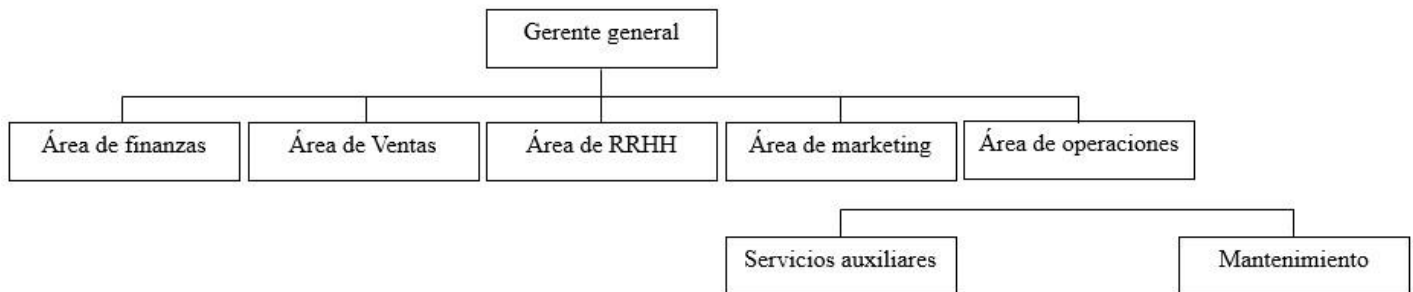 Gerente general
Área de finanzas
Área de Ventas
Área de RRHH
Área de marketing
Área de operaciones
Servicios auxiliares
Mantenimiento